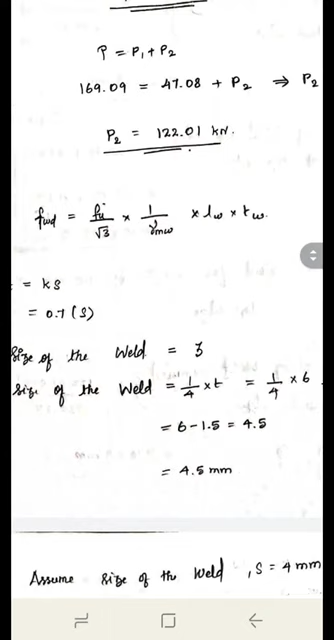 P = P1 + P2
169.09 = 47.08 + P2 ⇒ P2
P2 = 122.01 kN.
fwd = fu/√3 × 1/γmw × lw × tw.
= ks
= 0.7 (S)
Size of the Weld = 3
Size of the Weld = 1/4 × t = 1/4 × 6
= 6 - 1.5 = 4.5
= 4.5 mm
Assume size of the Weld , S = 4 mm